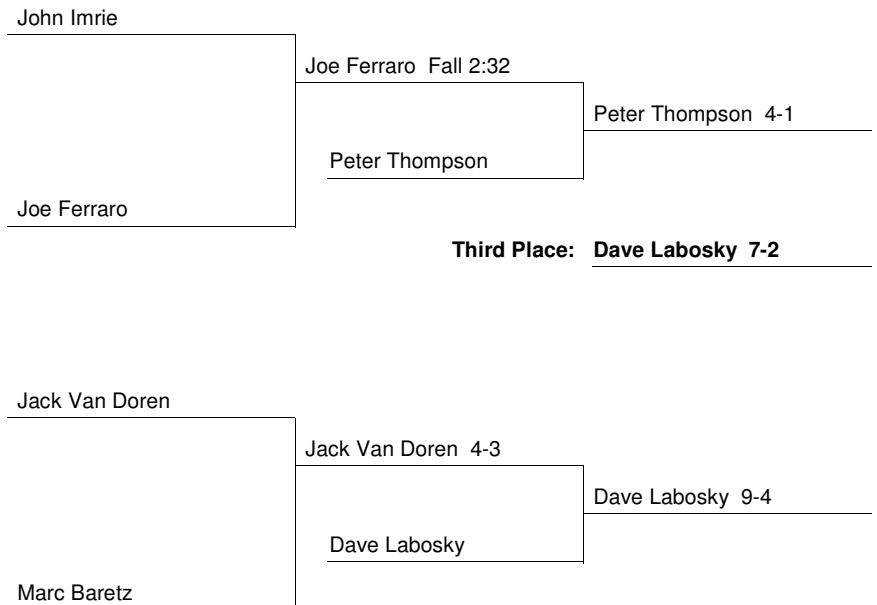 John Imrie
Joe Ferraro  Fall 2:32
Peter Thompson  4-1
Peter Thompson
Joe Ferraro
Third Place:  Dave Labosky  7-2
Jack Van Doren
Jack Van Doren  4-3
Dave Labosky  9-4
Dave Labosky
Marc Baretz